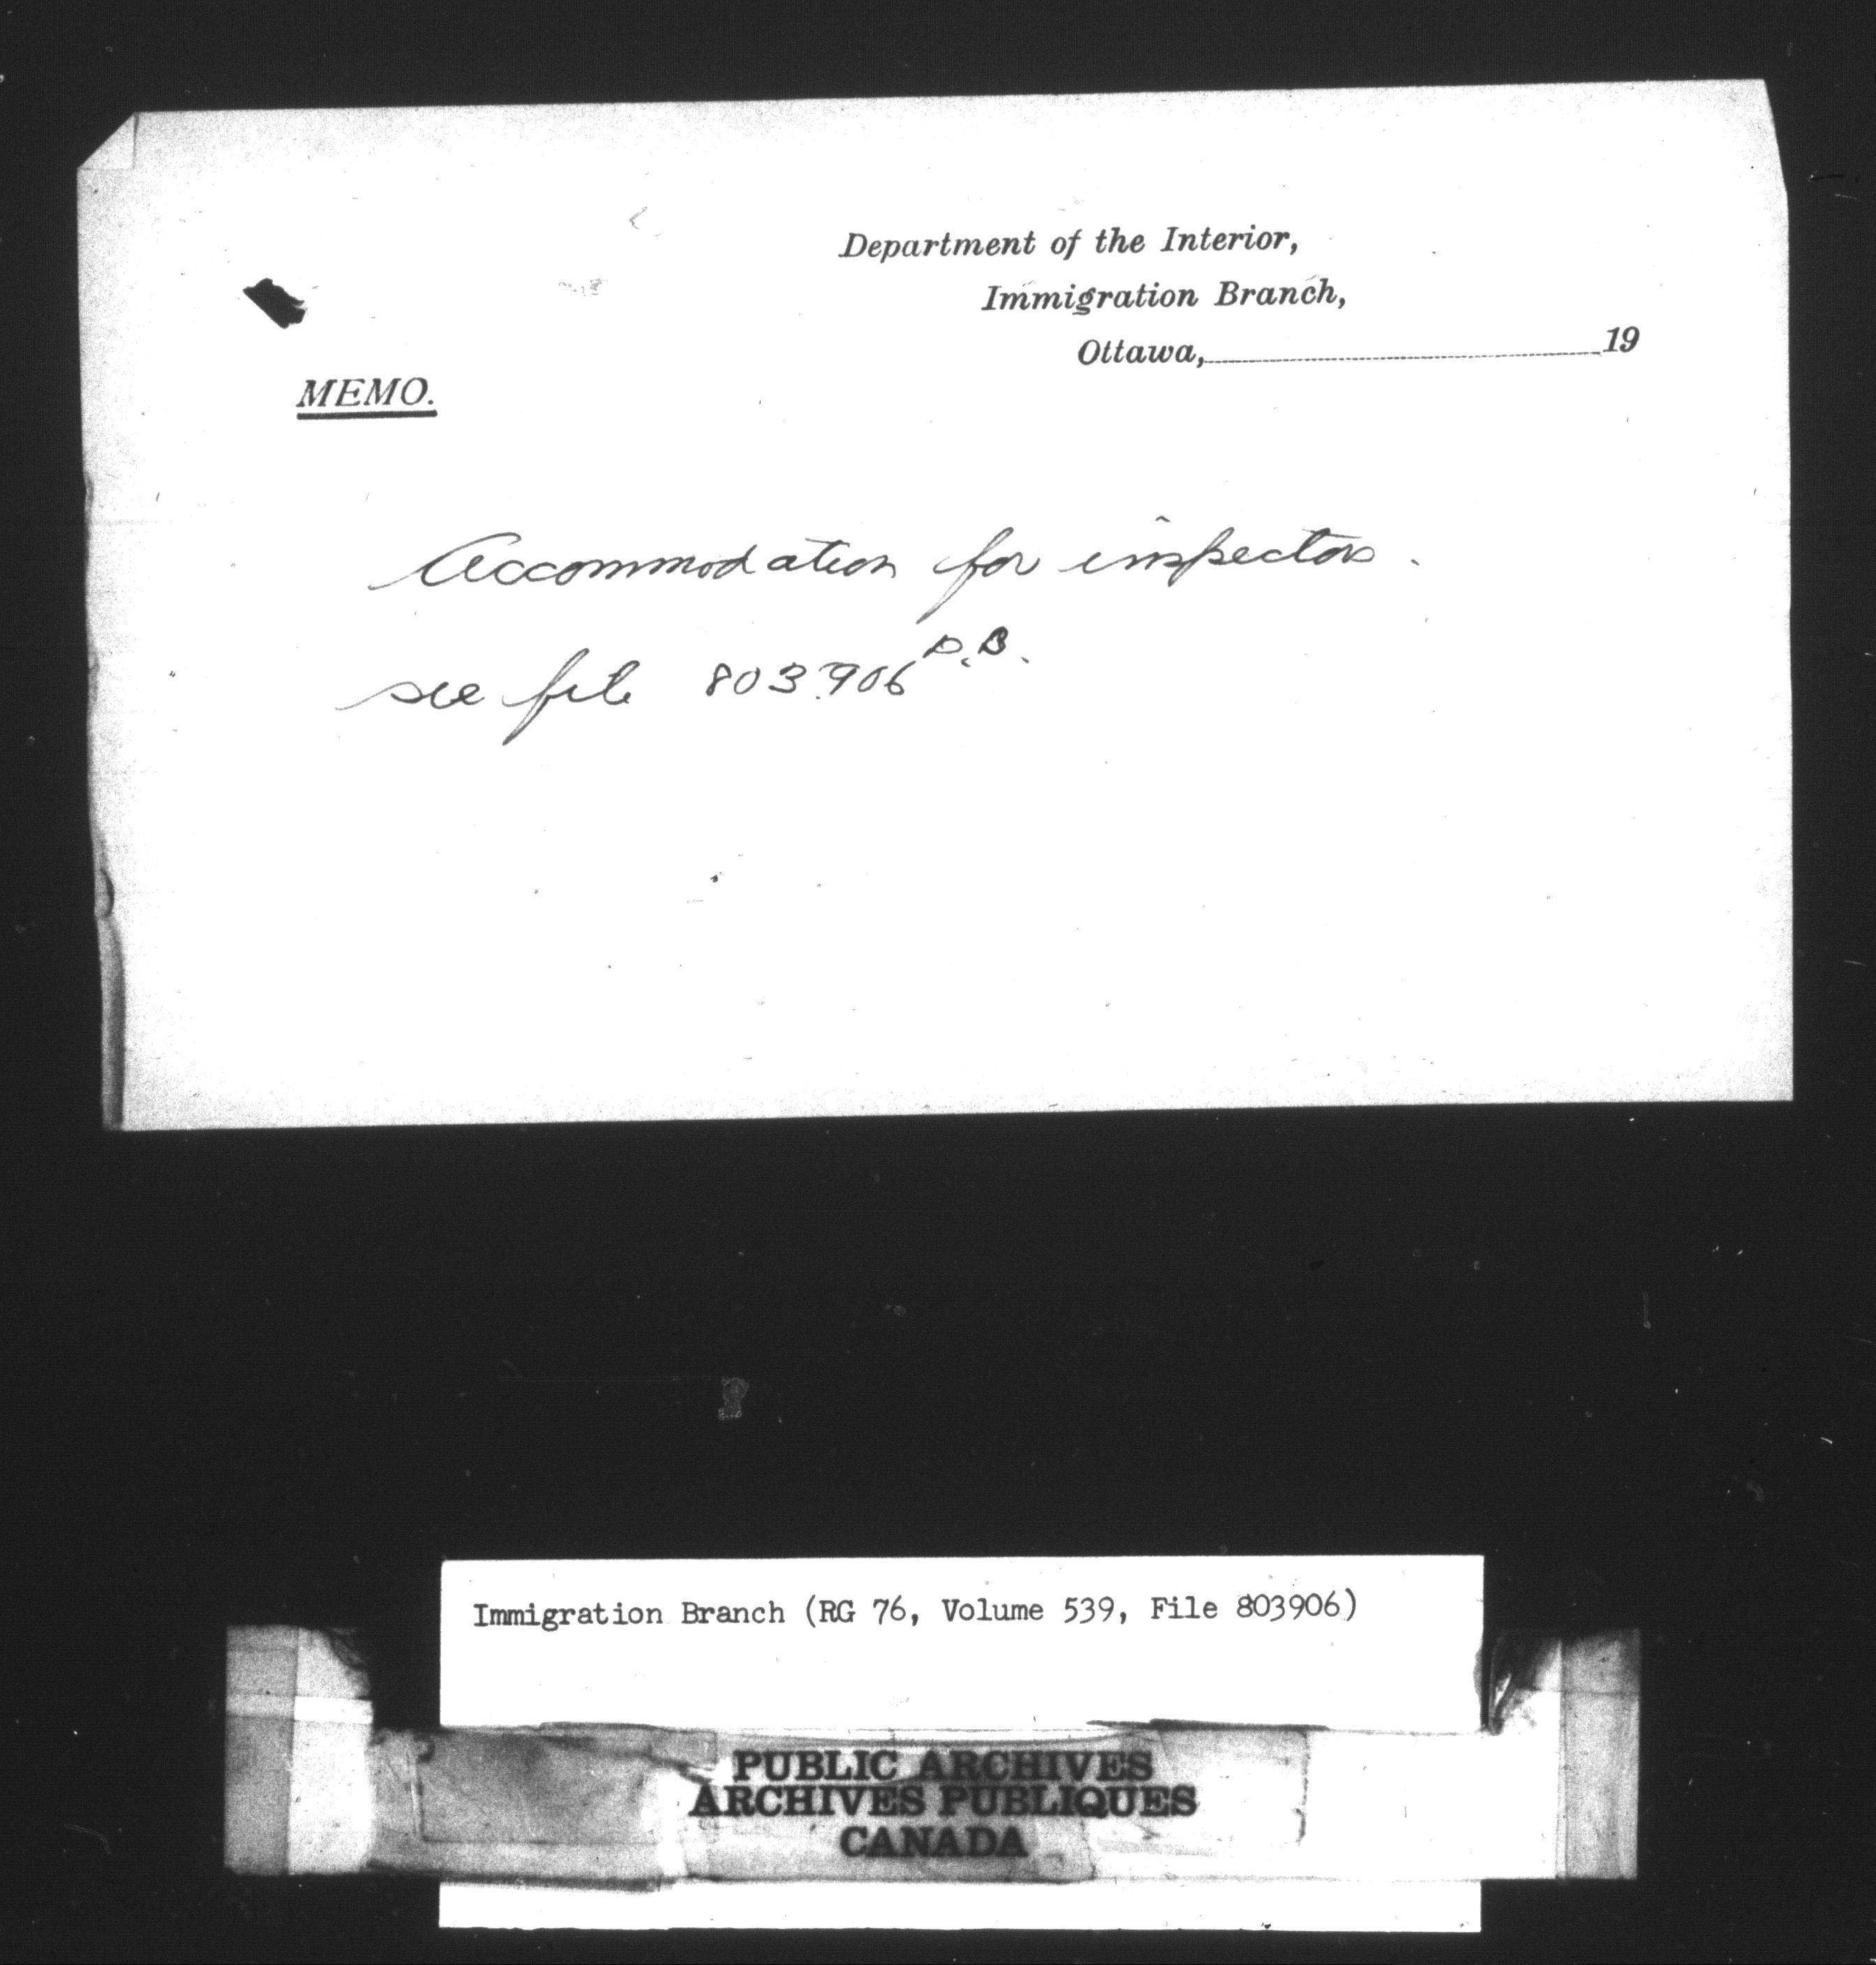 Department of the Interior,
Immigration Branch,
Ottawa, 19
MEMO.
Accommodation for inspectors.
see file 803906 P.B.
Immigration Branch (RG 76, Volume 539, File 803906)
PUBLIC ARCHIVES
ARCHIVES PUBLIQUES
CANADA